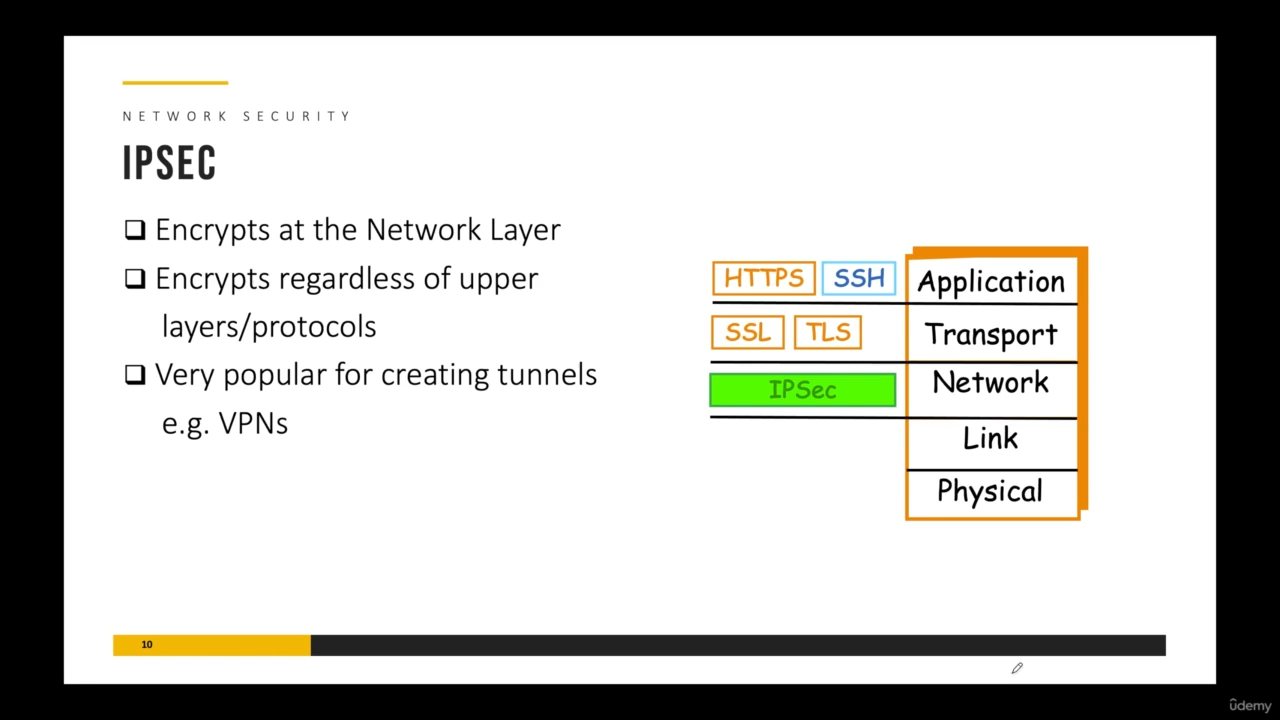 NETWORK SECURITY
IPSEC
Encrypts at the Network Layer
Encrypts regardless of upper
layers/protocols
Very popular for creating tunnels
e.g. VPNs
HTTPS SSH Application
SSL TLS Transport
IPSec Network
Link
Physical
10
ûdemy